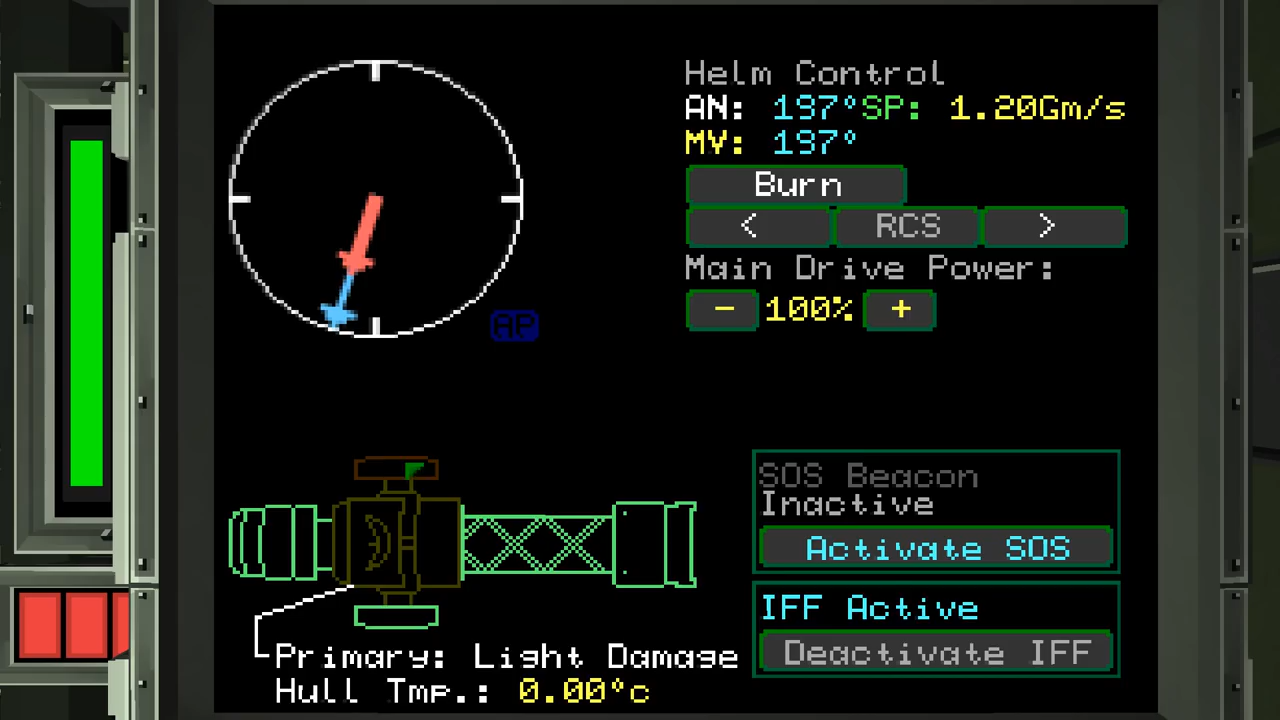 Helm Control
AN: 197° SP: 1.20Gm/s
MV: 197°
Burn
< RCS >
Main Drive Power:
- 100% +
AP
SOS Beacon
Inactive
Activate SOS
IFF Active
Deactivate IFF
Primary: Light Damage
Hull Tmp.: 0.00°c